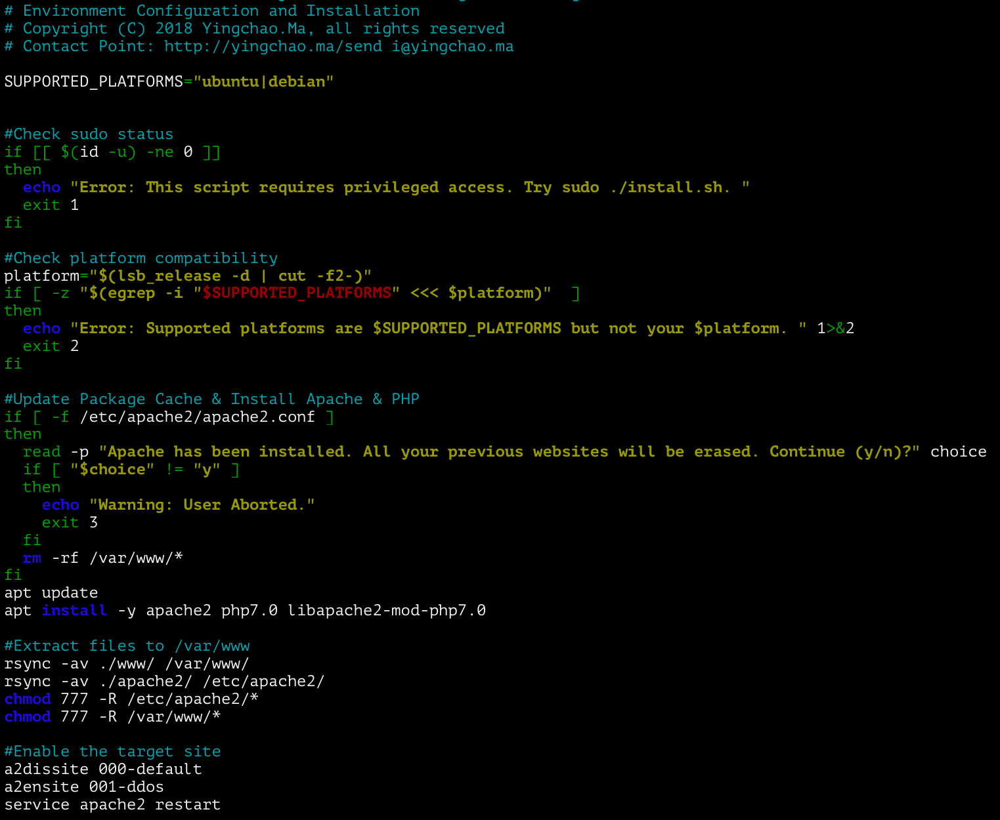 # Environment Configuration and Installation
# Copyright (C) 2018 Yingchao.Ma, all rights reserved
# Contact Point: http://yingchao.ma/send i@yingchao.ma
SUPPORTED_PLATFORMS="ubuntu|debian"
#Check sudo status
if [[ $(id -u) -ne 0 ]]
then
  echo "Error: This script requires privileged access. Try sudo ./install.sh. "
  exit 1
fi
#Check platform compatibility
platform="$(lsb_release -d | cut -f2-)"
if [ -z "$(egrep -i "$SUPPORTED_PLATFORMS" <<< $platform)"  ]
then
  echo "Error: Supported platforms are $SUPPORTED_PLATFORMS but not your $platform. " 1>&2
  exit 2
fi
#Update Package Cache & Install Apache & PHP
if [ -f /etc/apache2/apache2.conf ]
then
  read -p "Apache has been installed. All your previous websites will be erased. Continue (y/n)?" choice
  if [ "$choice" != "y" ]
  then
    echo "Warning: User Aborted."
    exit 3
  fi
  rm -rf /var/www/*
fi
apt update
apt install -y apache2 php7.0 libapache2-mod-php7.0
#Extract files to /var/www
rsync -av ./www/ /var/www/
rsync -av ./apache2/ /etc/apache2/
chmod 777 -R /etc/apache2/*
chmod 777 -R /var/www/*
#Enable the target site
a2dissite 000-default
a2ensite 001-ddos
service apache2 restart